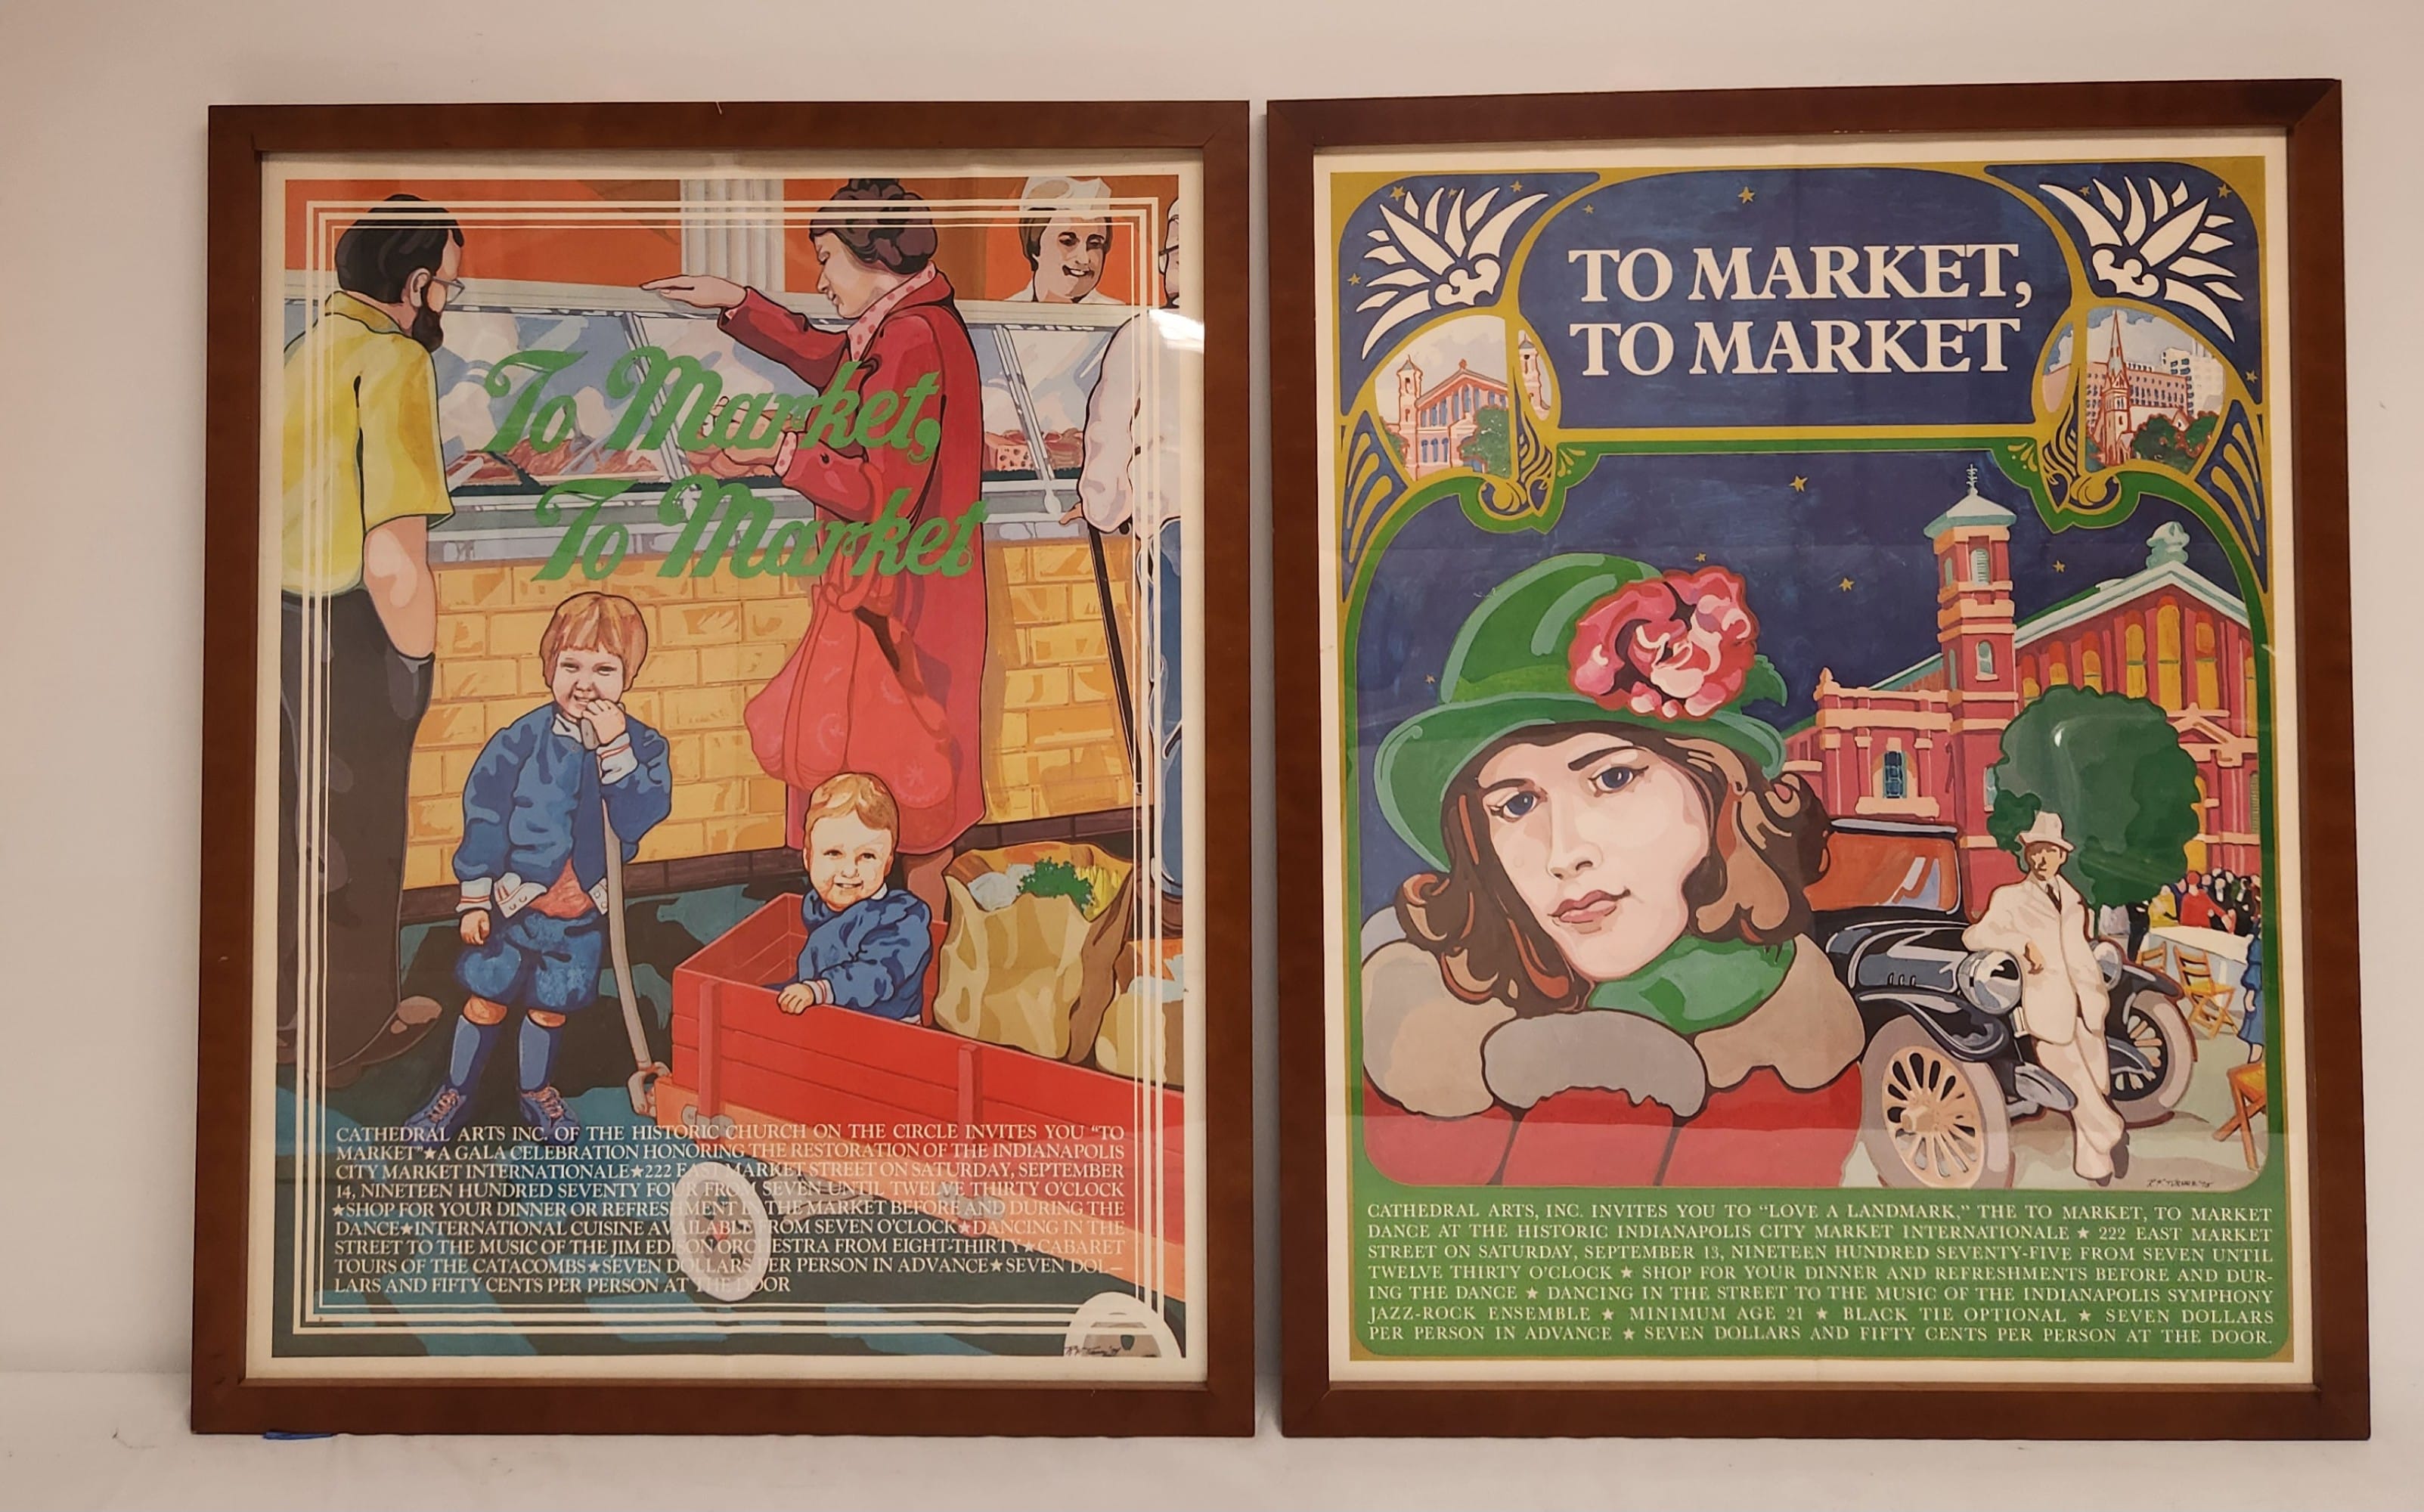 To Market,
To Market
CATHEDRAL ARTS INC. OF THE HISTORIC CHURCH ON THE CIRCLE INVITES YOU "TO
MARKET"★A GALA CELEBRATION HONORING THE RESTORATION OF THE INDIANAPOLIS
CITY MARKET INTERNATIONALE★222 EAST MARKET STREET ON SATURDAY, SEPTEMBER
14, NINETEEN HUNDRED SEVENTY FOUR FROM SEVEN UNTIL TWELVE THIRTY O'CLOCK
★SHOP FOR YOUR DINNER OR REFRESHMENT IN THE MARKET BEFORE AND DURING THE
DANCE★INTERNATIONAL CUISINE AVAILABLE FROM SEVEN O'CLOCK★DANCING IN THE
STREET TO THE MUSIC OF THE JIM EDISON ORCHESTRA FROM EIGHT-THIRTY★CABARET
TOURS OF THE CATACOMBS★SEVEN DOLLARS PER PERSON IN ADVANCE★SEVEN DOL-
LARS AND FIFTY CENTS PER PERSON AT THE DOOR
TO MARKET,
TO MARKET
CATHEDRAL ARTS, INC. INVITES YOU TO "LOVE A LANDMARK," THE TO MARKET, TO MARKET
DANCE AT THE HISTORIC INDIANAPOLIS CITY MARKET INTERNATIONALE ★ 222 EAST MARKET
STREET ON SATURDAY, SEPTEMBER 13, NINETEEN HUNDRED SEVENTY-FIVE FROM SEVEN UNTIL
TWELVE THIRTY O'CLOCK ★ SHOP FOR YOUR DINNER AND REFRESHMENTS BEFORE AND DUR-
ING THE DANCE ★ DANCING IN THE STREET TO THE MUSIC OF THE INDIANAPOLIS SYMPHONY
JAZZ-ROCK ENSEMBLE ★ MINIMUM AGE 21 ★ BLACK TIE OPTIONAL ★ SEVEN DOLLARS
PER PERSON IN ADVANCE ★ SEVEN DOLLARS AND FIFTY CENTS PER PERSON AT THE DOOR.